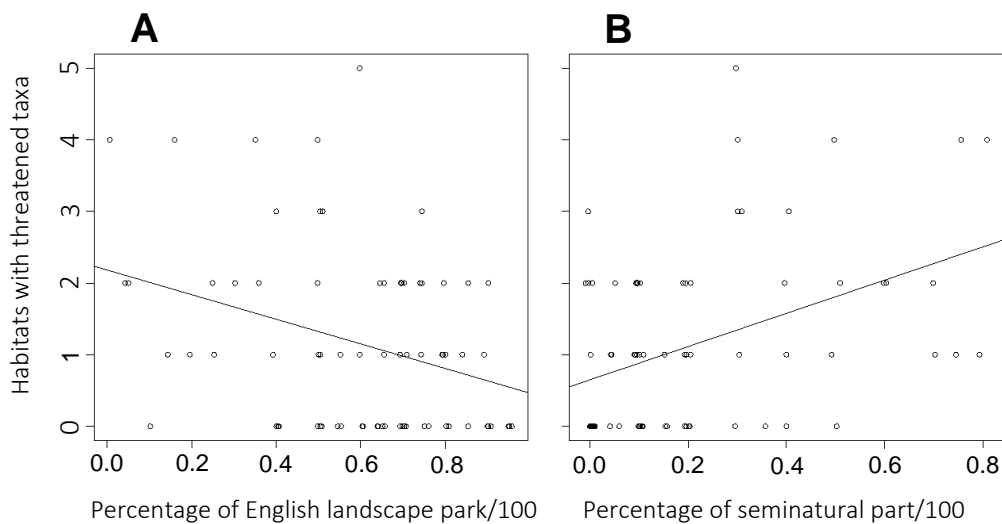 A B
Habitats with threatened taxa
5
4
3
2
1
0
0.0 0.2 0.4 0.6 0.8 0.0 0.2 0.4 0.6 0.8
Percentage of English landscape park/100 Percentage of seminatural part/100